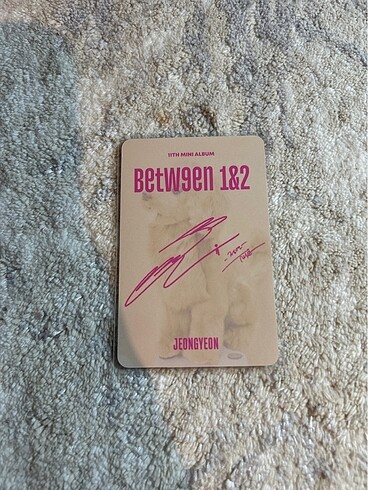 11TH MINI ALBUM
BetW9en 1&2
JEONGYEON